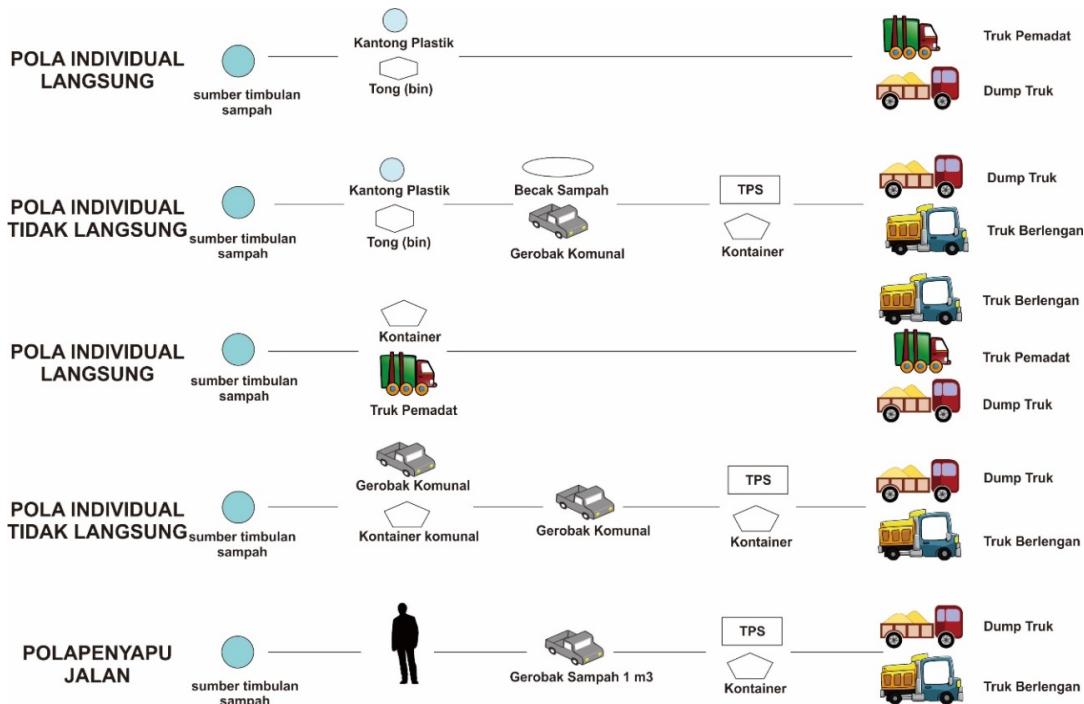 POLA INDIVIDUAL
LANGSUNG
sumber timbulan
sampah
Kantong Plastik
Tong (bin)
Truk Pemadat
Dump Truk
POLA INDIVIDUAL
TIDAK LANGSUNG
sumber timbulan
sampah
Kantong Plastik
Tong (bin)
Becak Sampah
Gerobak Komunal
TPS
Kontainer
Dump Truk
Truk Berlengan
POLA INDIVIDUAL
LANGSUNG
sumber timbulan
sampah
Kontainer
Truk Pemadat
Truk Berlengan
Truk Pemadat
Dump Truk
POLA INDIVIDUAL
TIDAK LANGSUNG
sumber timbulan
sampah
Gerobak Komunal
Kontainer komunal
Gerobak Komunal
TPS
Kontainer
Dump Truk
Truk Berlengan
POLAPENYAPU
JALAN
sumber timbulan
sampah
Gerobak Sampah 1 m3
TPS
Kontainer
Dump Truk
Truk Berlengan